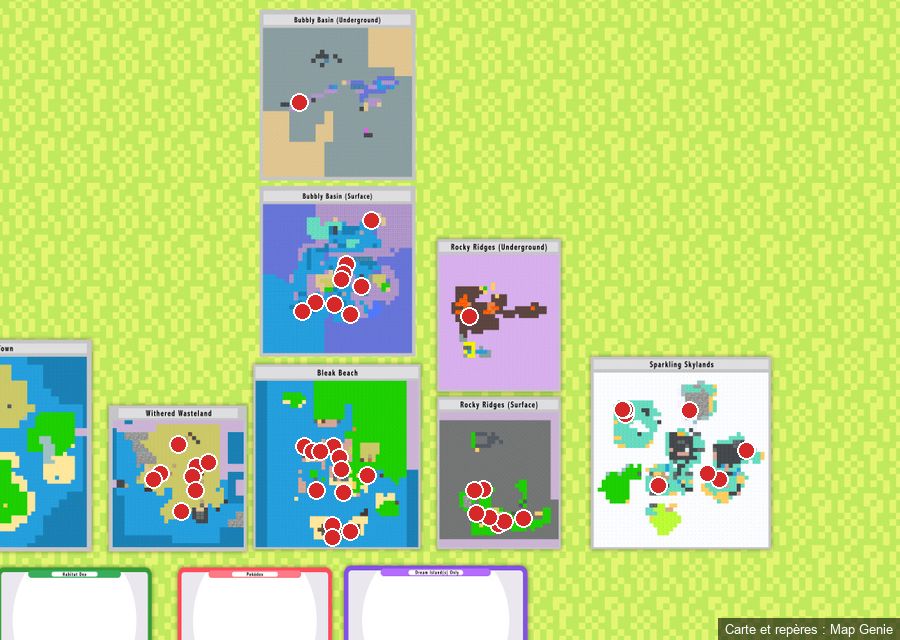 Bubbly Basin (Underground)
Bubbly Basin (Surface)
Rocky Ridges (Underground)
own
Bleak Beach
Sparkling Skylands
Withered Wasteland
Rocky Ridges (Surface)
Habitat Dex
Pokédex
Dream Island(s) Only
Carte et repères : Map Genie